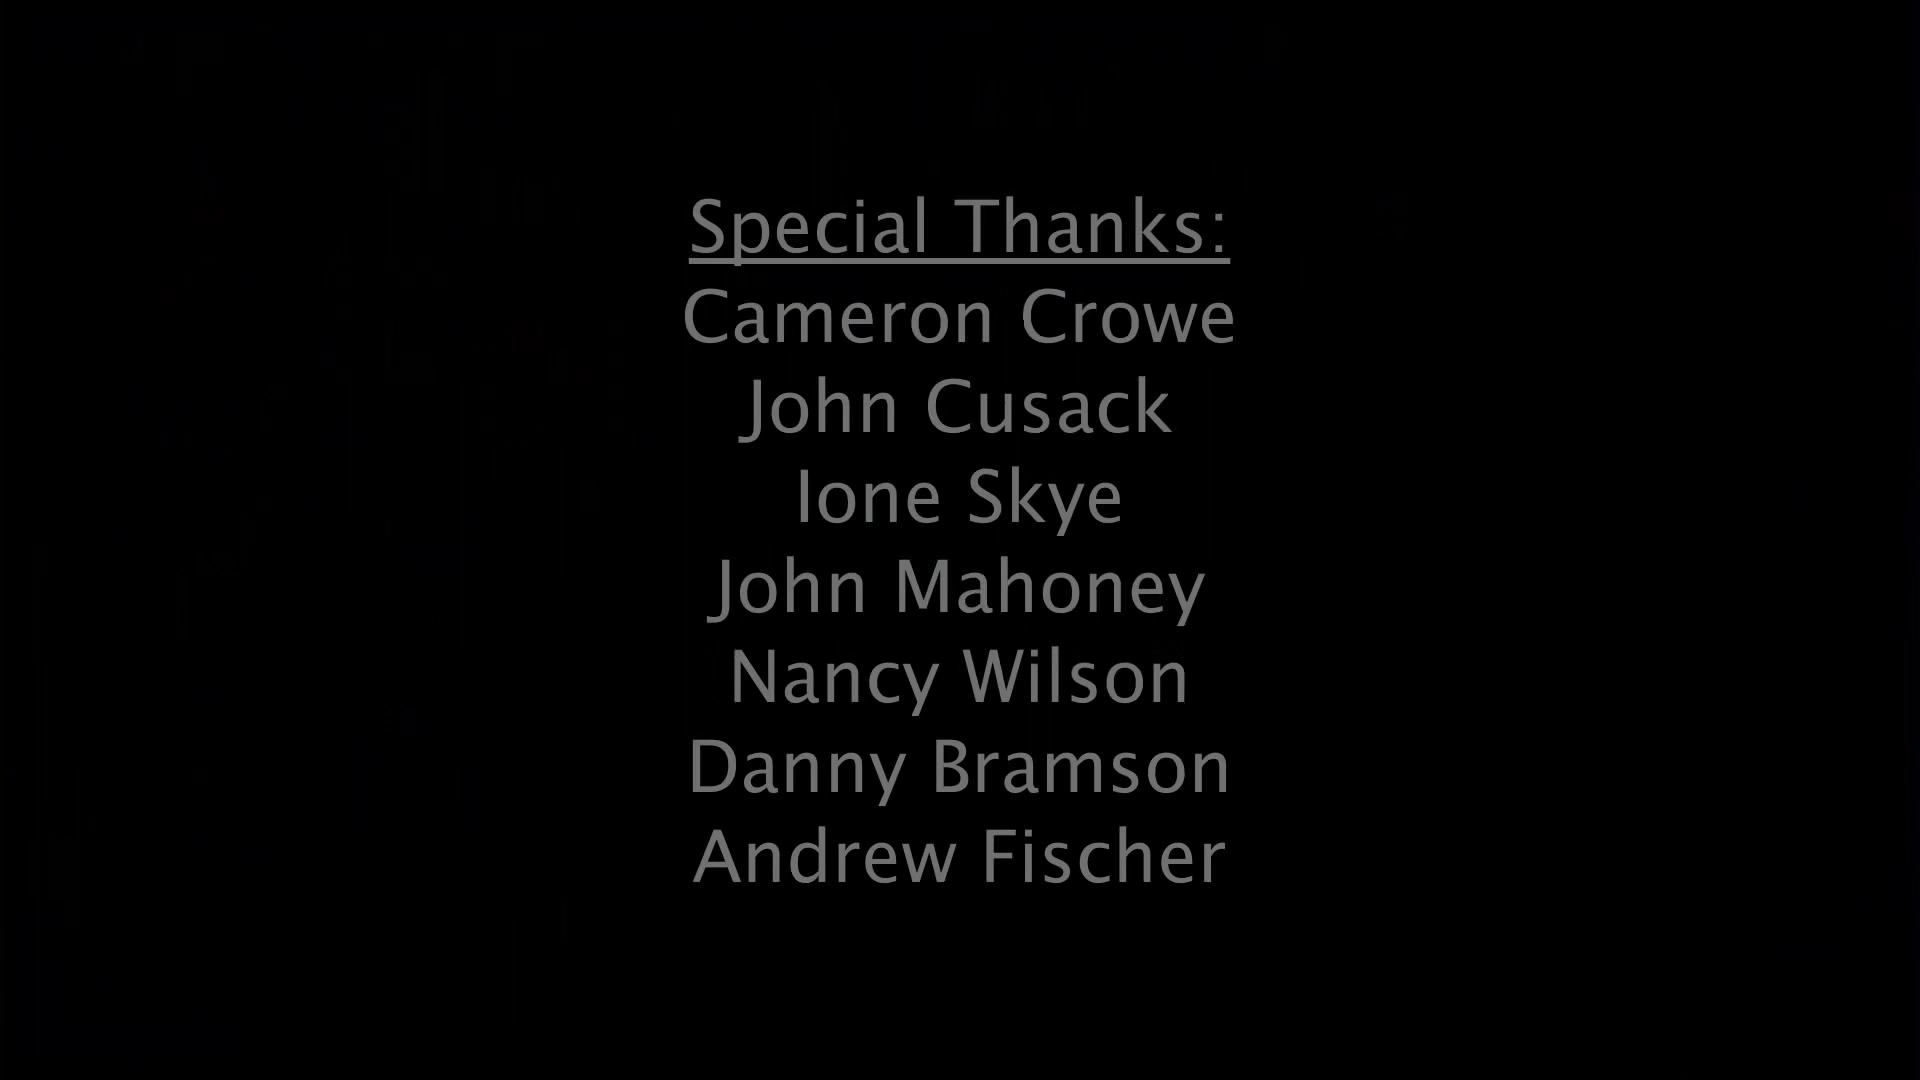 Special Thanks:
Cameron Crowe
John Cusack
Ione Skye
John Mahoney
Nancy Wilson
Danny Bramson
Andrew Fischer